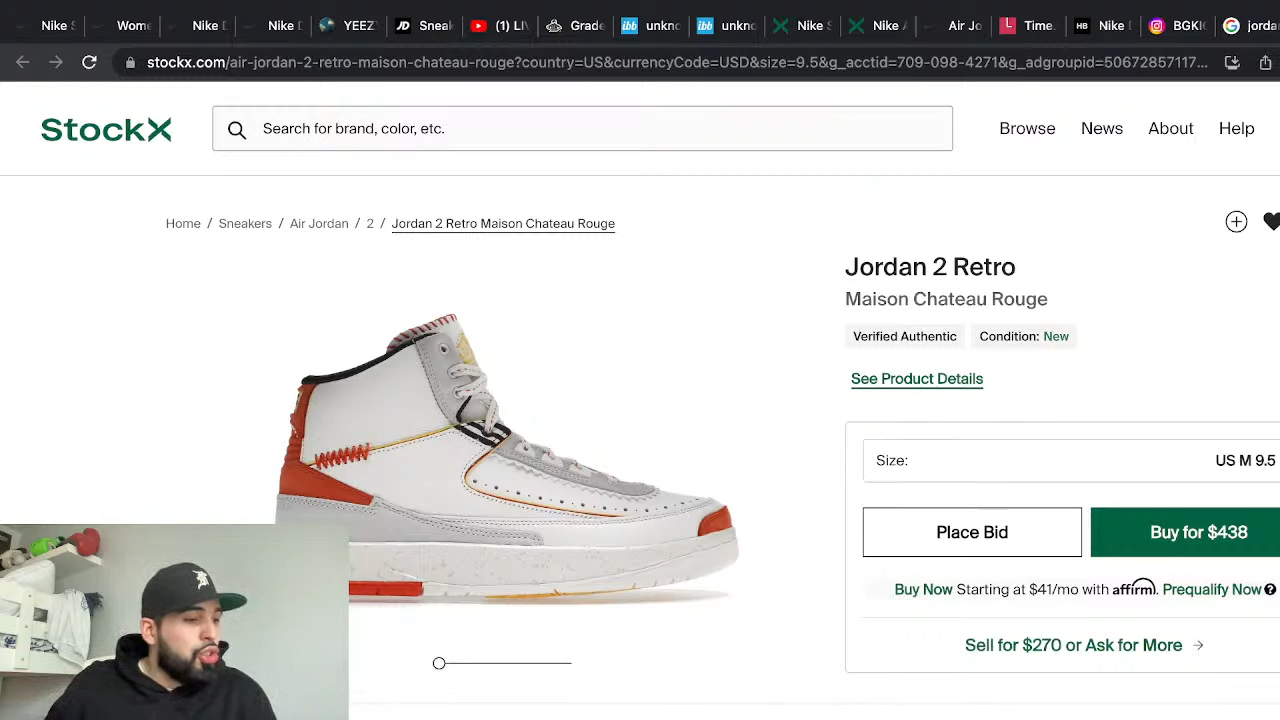 Nike S
Wome
Nike D
Nike D
YEEZY
Sneak
(1) LIV
Grade
unkno
unkno
Nike S
Nike A
Air Jo
Time.
Nike D
BGKIC
jorda
stockx.com/air-jordan-2-retro-maison-chateau-rouge?country=US&currencyCode=USD&size=9.5&g_acctid=709-098-4271&g_adgroupid=50672857117...
StockX
Search for brand, color, etc.
Browse
News
About
Help
Home / Sneakers / Air Jordan / 2 / Jordan 2 Retro Maison Chateau Rouge
Jordan 2 Retro
Maison Chateau Rouge
Verified Authentic
Condition: New
See Product Details
Size:
US M 9.5
Place Bid
Buy for $438
Buy Now Starting at $41/mo with affirm. Prequalify Now
Sell for $270 or Ask for More